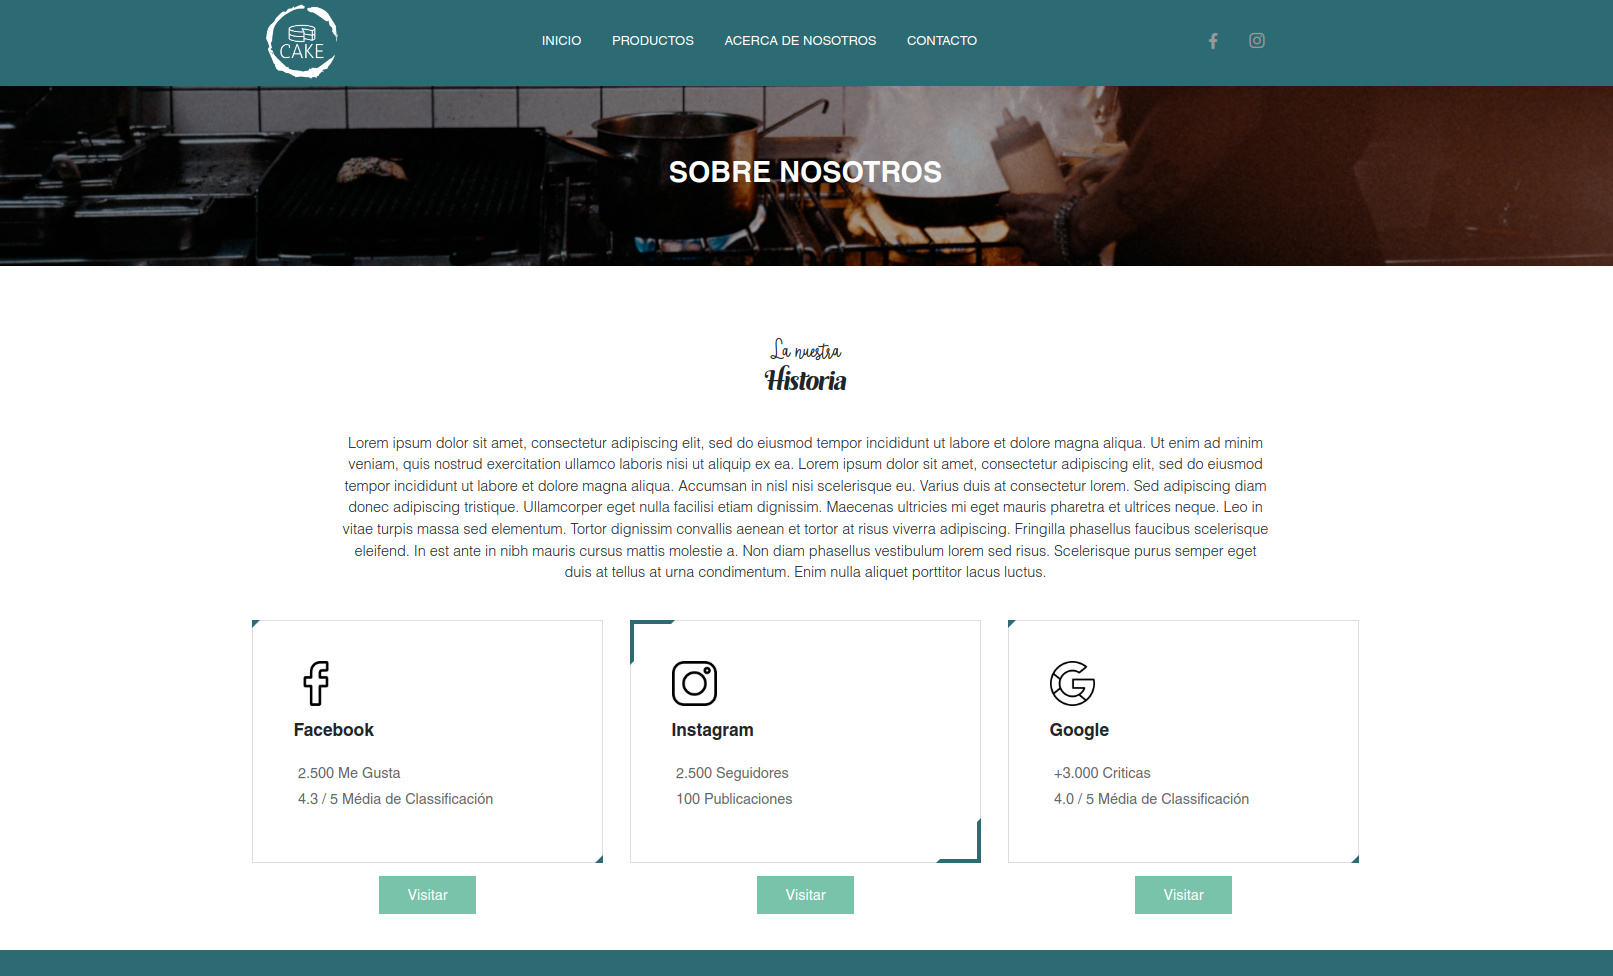 CAKE
INICIO PRODUCTOS ACERCA DE NOSOTROS CONTACTO
SOBRE NOSOTROS
La nuestra
Historia
Lorem ipsum dolor sit amet, consectetur adipiscing elit, sed do eiusmod tempor incididunt ut labore et dolore magna aliqua. Ut enim ad minim
veniam, quis nostrud exercitation ullamco laboris nisi ut aliquip ex ea. Lorem ipsum dolor sit amet, consectetur adipiscing elit, sed do eiusmod
tempor incididunt ut labore et dolore magna aliqua. Accumsan in nisl nisi scelerisque eu. Varius duis at consectetur lorem. Sed adipiscing diam
donec adipiscing tristique. Ullamcorper eget nulla facilisi etiam dignissim. Maecenas ultricies mi eget mauris pharetra et ultrices neque. Leo in
vitae turpis massa sed elementum. Tortor dignissim convallis aenean et tortor at risus viverra adipiscing. Fringilla phasellus faucibus scelerisque
eleifend. In est ante in nibh mauris cursus mattis molestie a. Non diam phasellus vestibulum lorem sed risus. Scelerisque purus semper eget
duis at tellus at urna condimentum. Enim nulla aliquet porttitor lacus luctus.
Facebook
2.500 Me Gusta
4.3 / 5 Média de Classificación
Visitar
Instagram
2.500 Seguidores
100 Publicaciones
Visitar
Google
+3.000 Criticas
4.0 / 5 Média de Classificación
Visitar